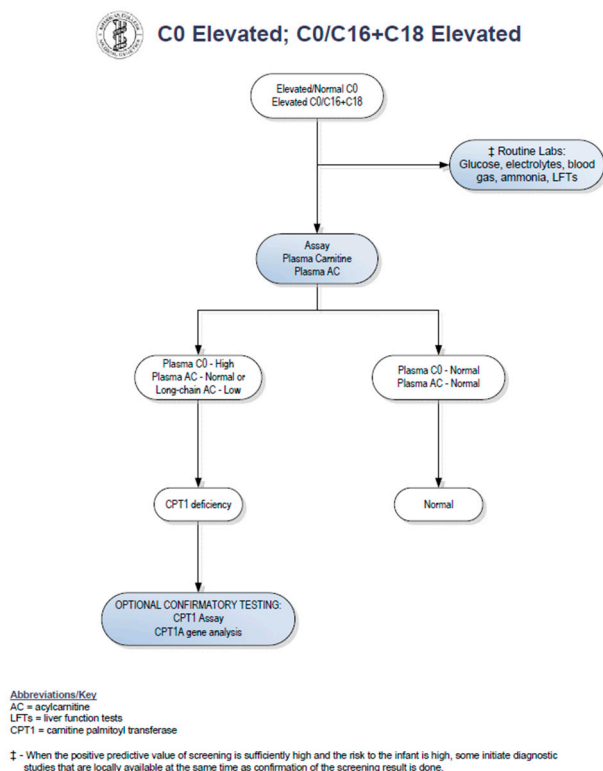 C0 Elevated; C0/C16+C18 Elevated
Elevated/Normal C0
Elevated C0/C16+C18
‡ Routine Labs:
Glucose, electrolytes, blood
gas, ammonia, LFTs
Assay
Plasma Carnitine
Plasma AC
Plasma C0 - High
Plasma AC - Normal or
Long-chain AC - Low
Plasma C0 - Normal
Plasma AC - Normal
CPT1 deficiency
Normal
OPTIONAL CONFIRMATORY TESTING:
CPT1 Assay
CPT1A gene analysis
Abbreviations/Key
AC = acylcarnitine
LFTs = liver function tests
CPT1 = carnitine palmitoyl transferase
‡ - When the positive predictive value of screening is sufficiently high and the risk to the infant is high, some initiate diagnostic
studies that are locally available at the same time as confirmation of the screening result is done.